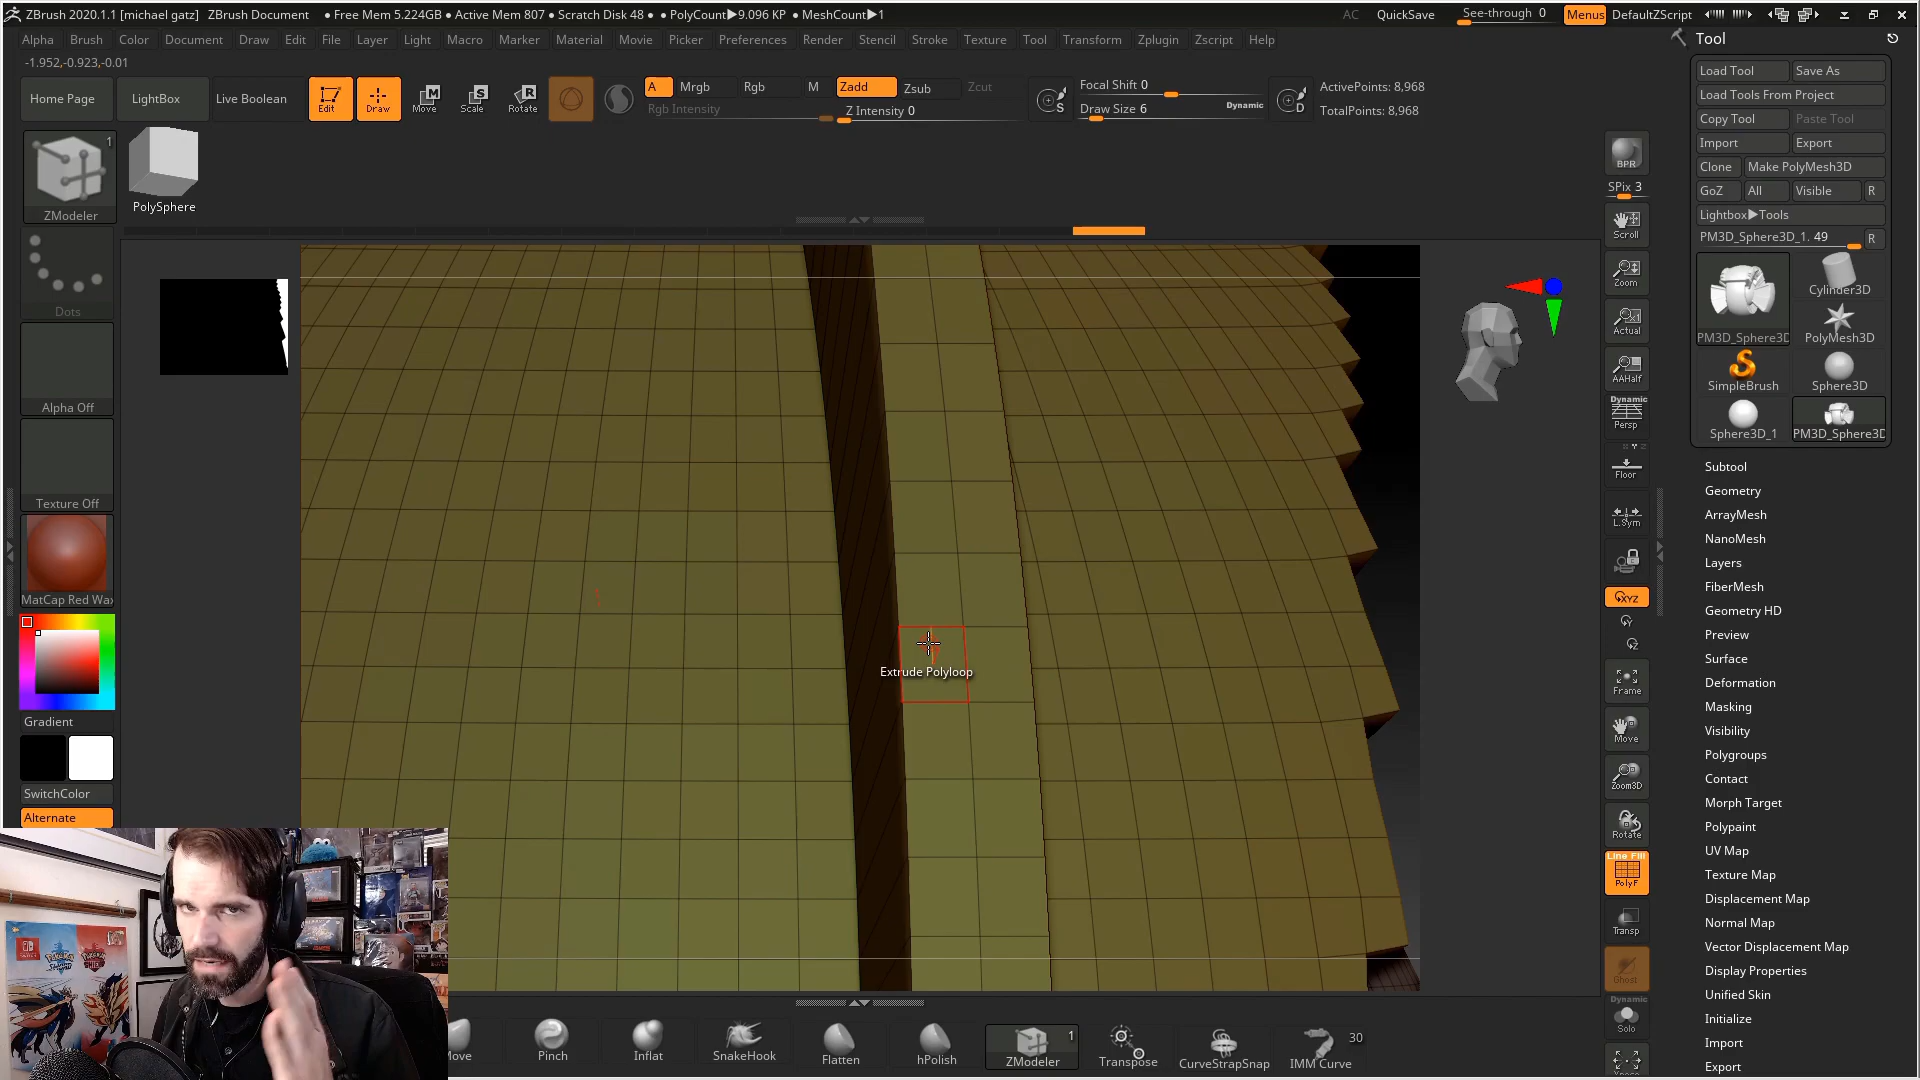 ZBrush 2020.1.1 [michael gatz] ZBrush Document • Free Mem 5.224GB • Active Mem 807 • Scratch Disk 48 • PolyCount▶9.096 KP • MeshCount▶1 AC QuickSave See-through 0 Menus DefaultZScript
Alpha Brush Color Document Draw Edit File Layer Light Macro Marker Material Movie Picker Preferences Render Stencil Stroke Texture Tool Transform Zplugin Zscript Help
-1.952,-0.923,-0.01
Home Page LightBox Live Boolean Edit Draw Move Scale Rotate
A Mrgb Rgb M Zadd Zsub Zcut
Rgb Intensity Z Intensity 0
Focal Shift 0
Draw Size 6 Dynamic
S D
ActivePoints: 8,968
TotalPoints: 8,968
1
ZModeler
PolySphere
Dots
Alpha Off
Texture Off
MatCap Red Wax
Gradient
SwitchColor
Alternate
Extrude Polyloop
BPR
SPix 3
Scroll
Zoom
Actual
AAHalf
Dynamic
Persp
Floor
L.Sym
XYZ
Frame
Move
Zoom3D
Rotate
Line Fill
PolyF
Transp
Ghost
Dynamic
Solo
Xpose
Tool
Load Tool Save As
Load Tools From Project
Copy Tool Paste Tool
Import Export
Clone Make PolyMesh3D
GoZ All Visible R
Lightbox▶Tools
PM3D_Sphere3D_1. 49 R
PM3D_Sphere3D Cylinder3D
PolyMesh3D
SimpleBrush Sphere3D
Sphere3D_1 PM3D_Sphere3D
Subtool
Geometry
ArrayMesh
NanoMesh
Layers
FiberMesh
Geometry HD
Preview
Surface
Deformation
Masking
Visibility
Polygroups
Contact
Morph Target
Polypaint
UV Map
Texture Map
Displacement Map
Normal Map
Vector Displacement Map
Display Properties
Unified Skin
Initialize
Import
Export
Move Pinch Inflat SnakeHook Flatten hPolish ZModeler 1 Transpose CurveStrapSnap IMM Curve 30